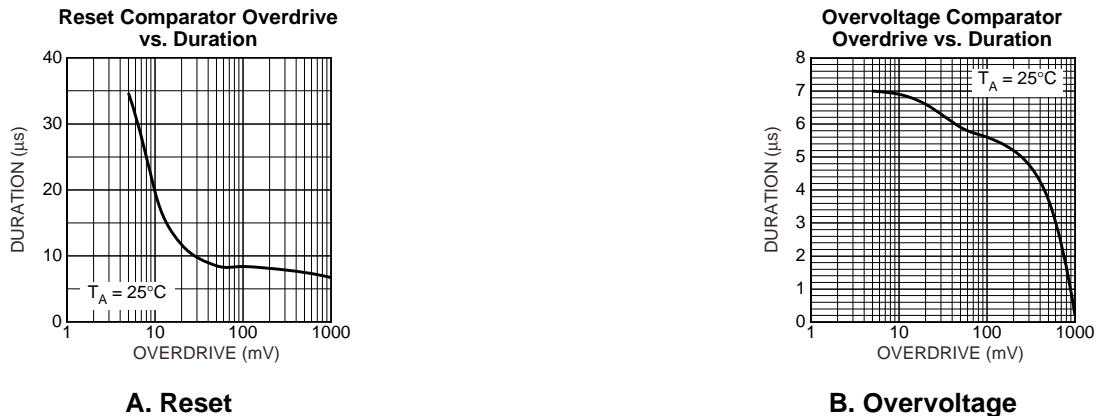 Reset Comparator Overdrive
vs. Duration
40
30
20
10
0
DURATION (μs)
T_A = 25°C
1
10
100
1000
OVERDRIVE (mV)
A. Reset
Overvoltage Comparator
Overdrive vs. Duration
8
7
6
5
4
3
2
1
0
DURATION (μs)
T_A = 25°C
1
10
100
1000
OVERDRIVE (mV)
B. Overvoltage